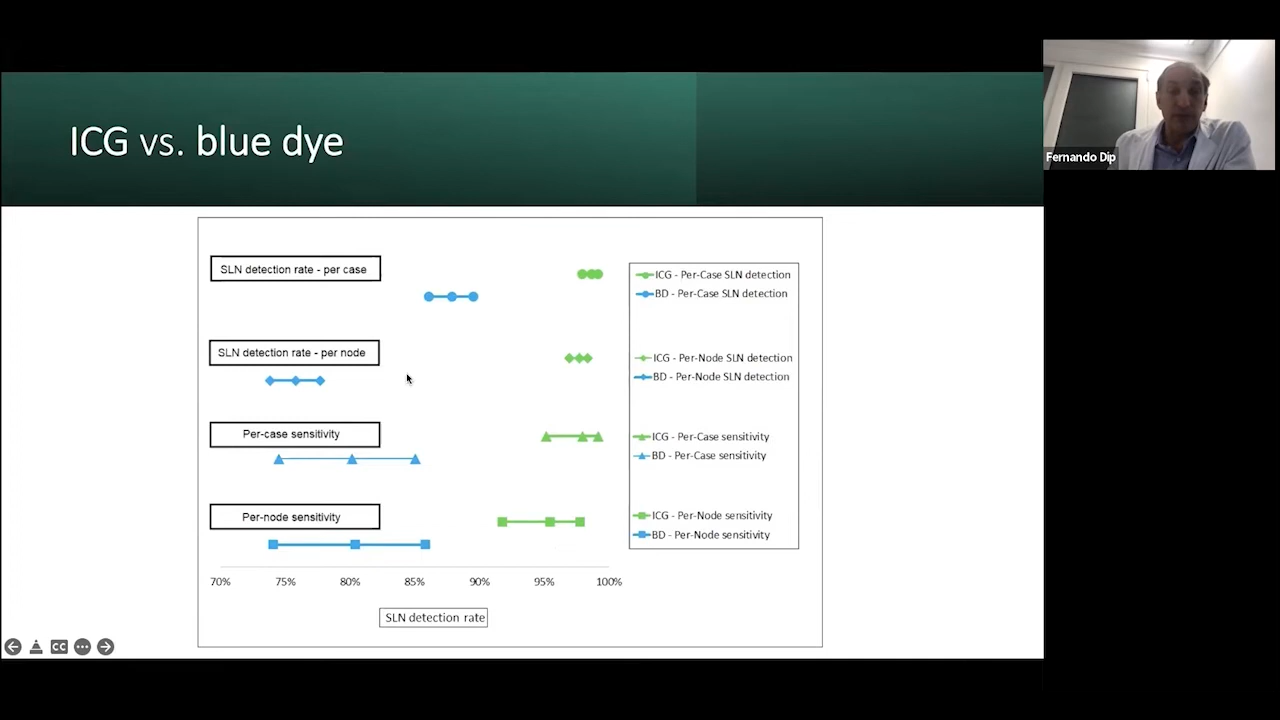 ICG vs. blue dye
Fernando Dip
SLN detection rate - per case
SLN detection rate - per node
Per-case sensitivity
Per-node sensitivity
ICG - Per-Case SLN detection
BD - Per-Case SLN detection
ICG - Per-Node SLN detection
BD - Per-Node SLN detection
ICG - Per-Case sensitivity
BD - Per-Case sensitivity
ICG - Per-Node sensitivity
BD - Per-Node sensitivity
70% 75% 80% 85% 90% 95% 100%
SLN detection rate
CC